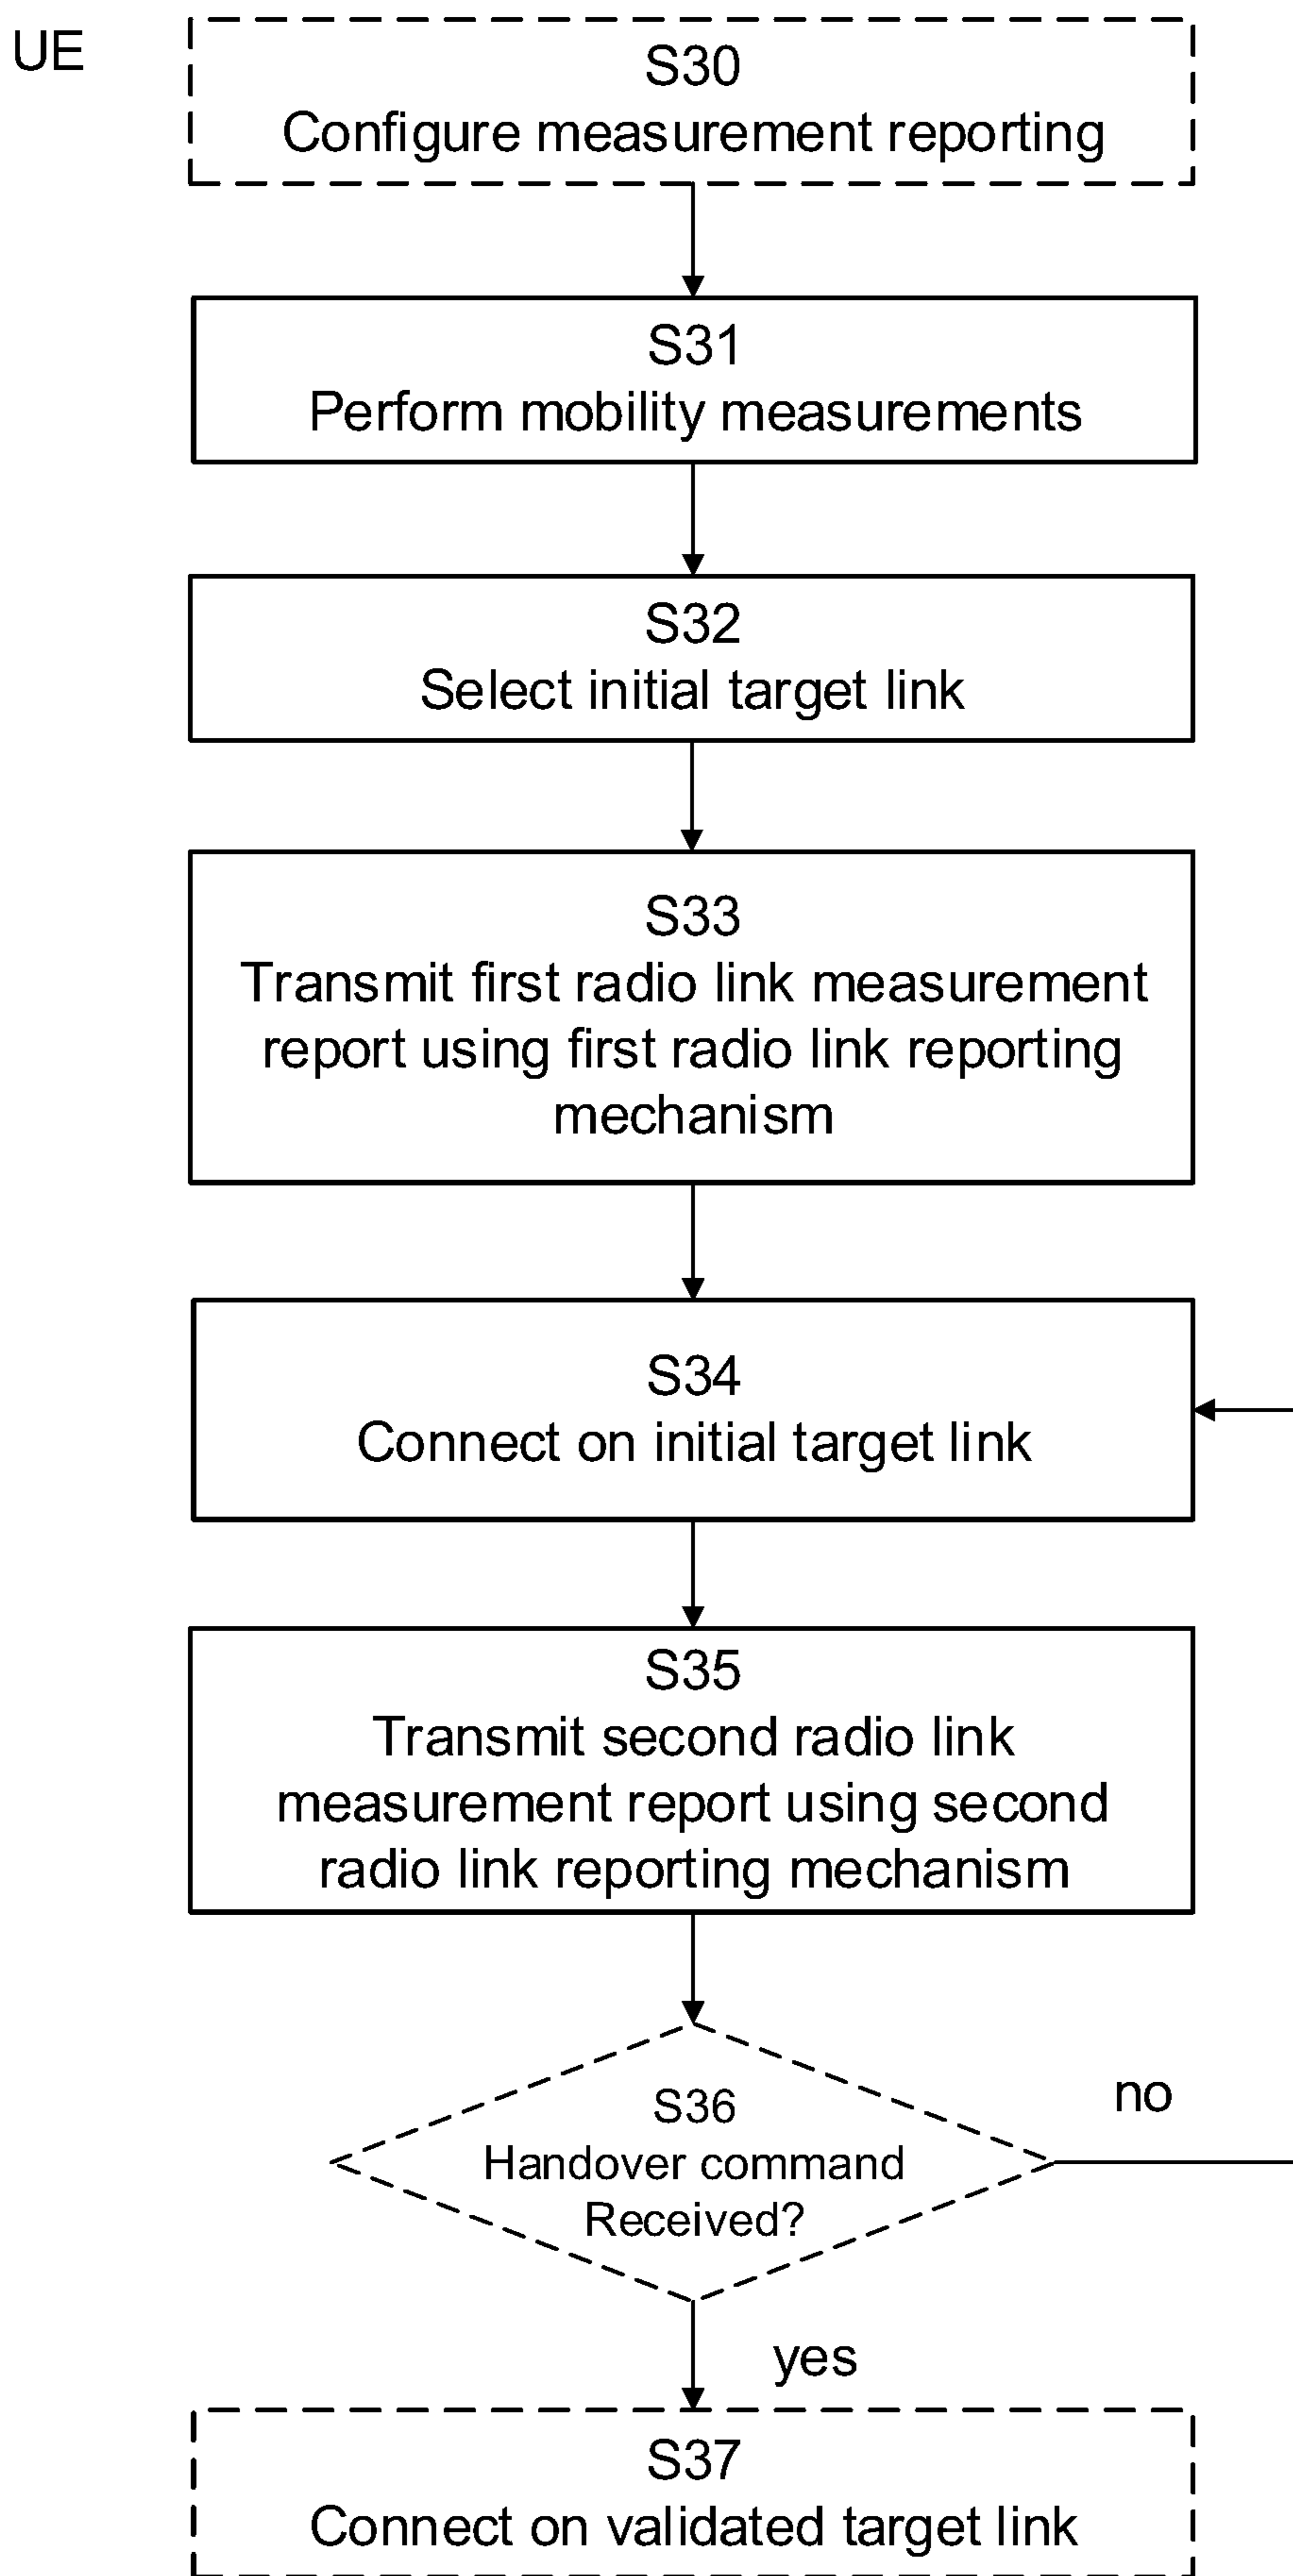 UE
S30
Configure measurement reporting
S31
Perform mobility measurements
S32
Select initial target link
S33
Transmit first radio link measurement
report using first radio link reporting
mechanism
S34
Connect on initial target link
S35
Transmit second radio link
measurement report using second
radio link reporting mechanism
S36
Handover command
Received?
no
yes
S37
Connect on validated target link